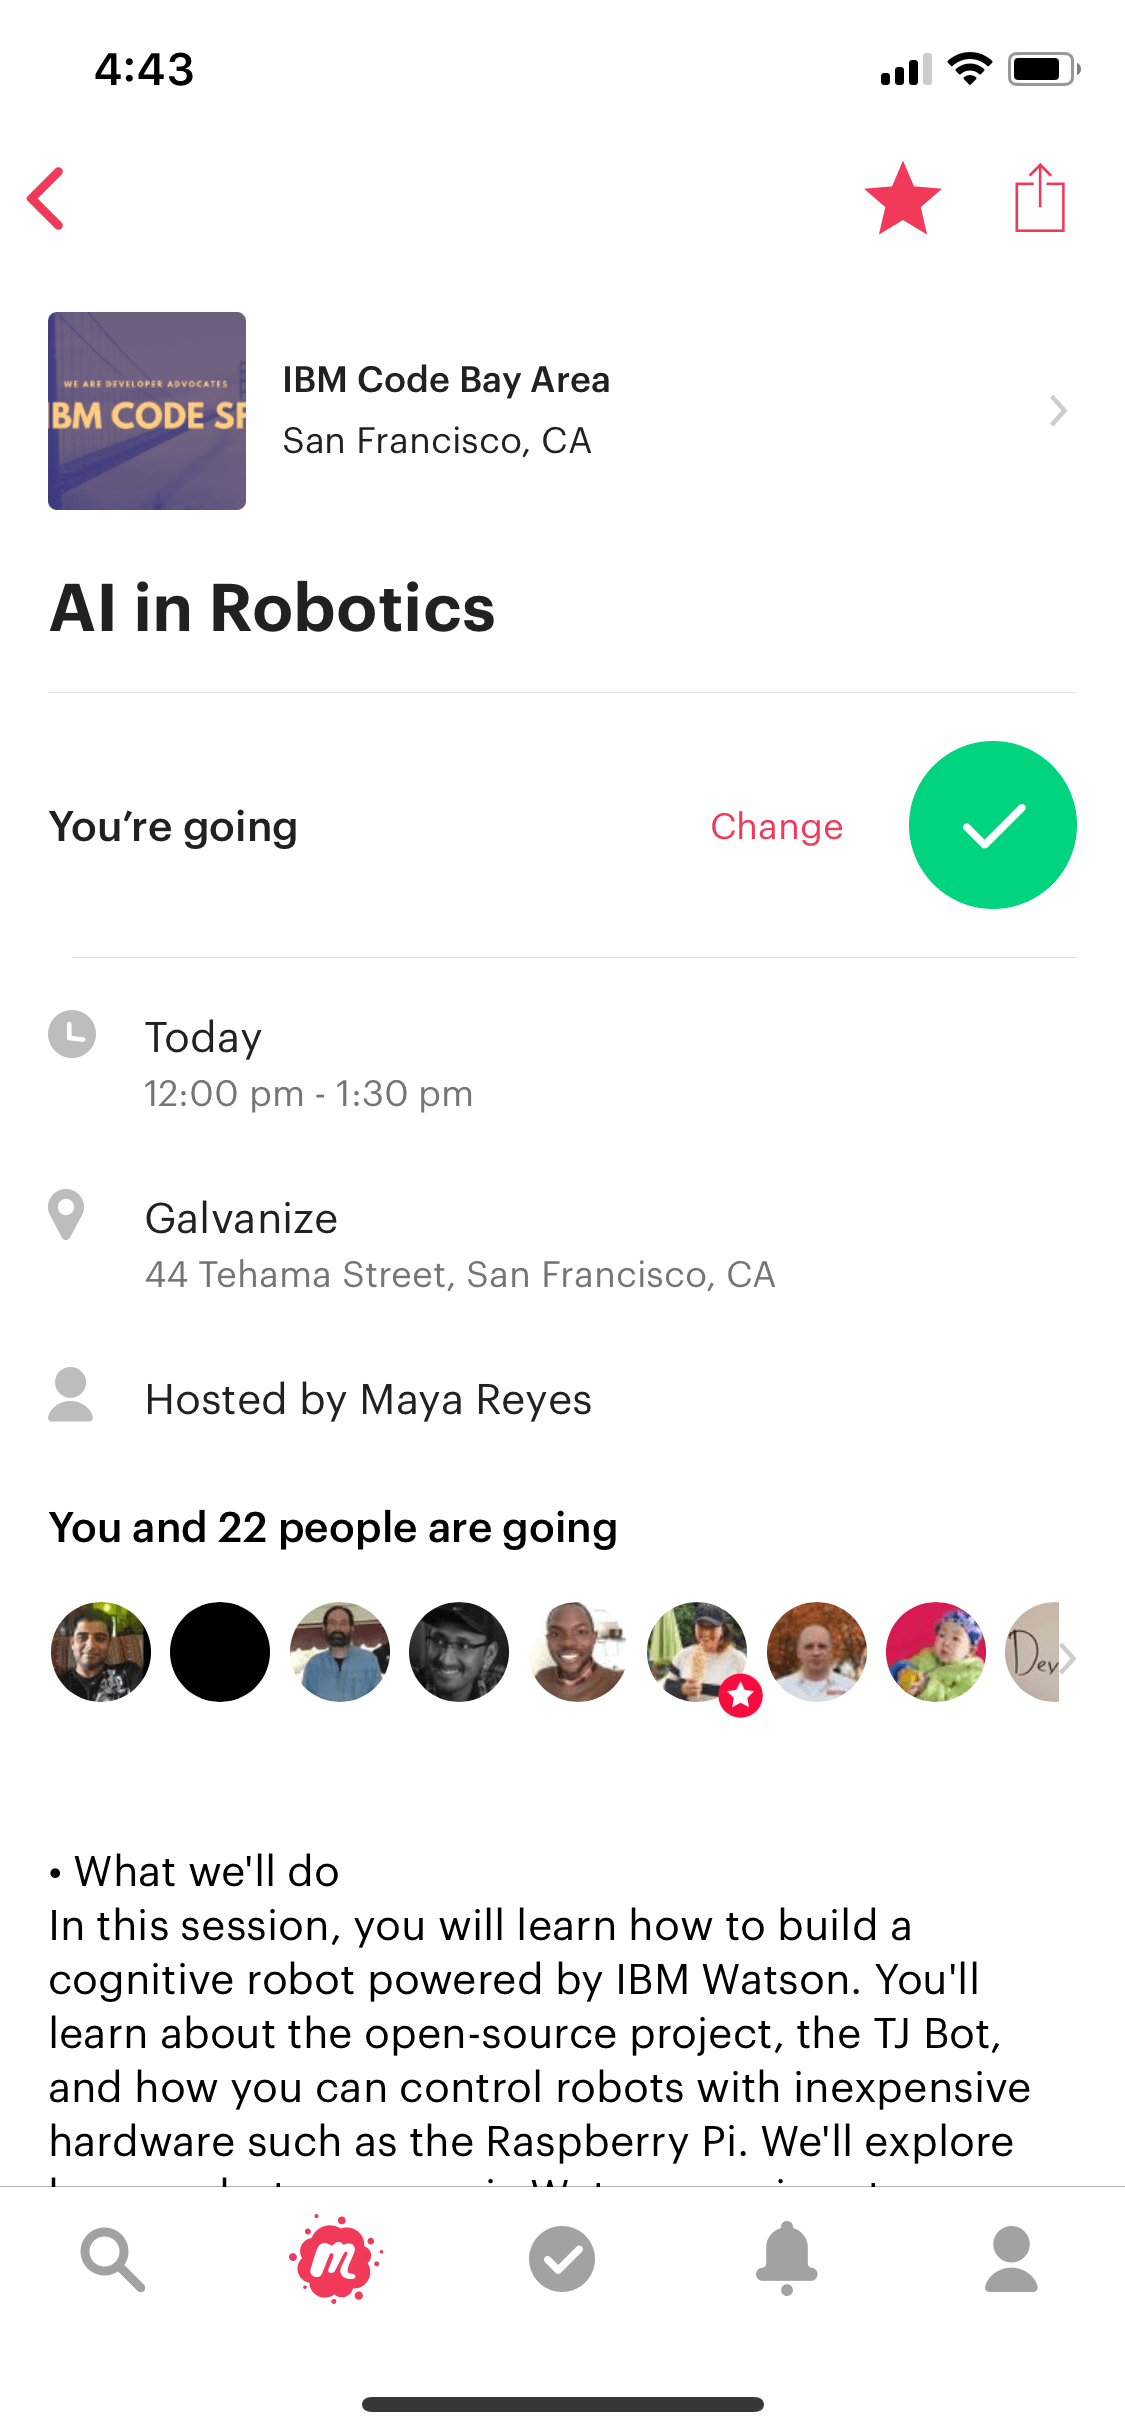 4:43
WE ARE DEVELOPER ADVOCATES
IBM CODE SF
IBM Code Bay Area
San Francisco, CA
AI in Robotics
You're going
Change
Today
12:00 pm - 1:30 pm
Galvanize
44 Tehama Street, San Francisco, CA
Hosted by Maya Reyes
You and 22 people are going
Dev
• What we'll do
In this session, you will learn how to build a
cognitive robot powered by IBM Watson. You'll
learn about the open-source project, the TJ Bot,
and how you can control robots with inexpensive
hardware such as the Raspberry Pi. We'll explore